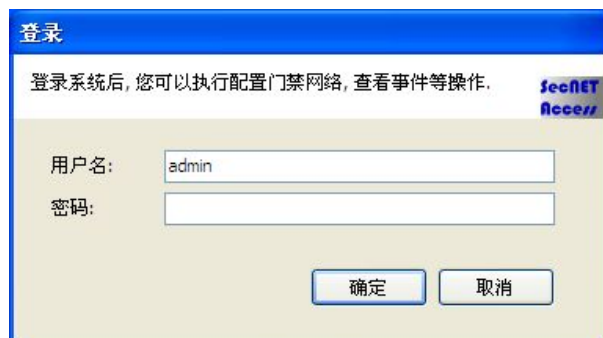 登录
登录系统后, 您可以执行配置门禁网络, 查看事件等操作.
SecNET
Access
用户名:
admin
密码:
确定
取消